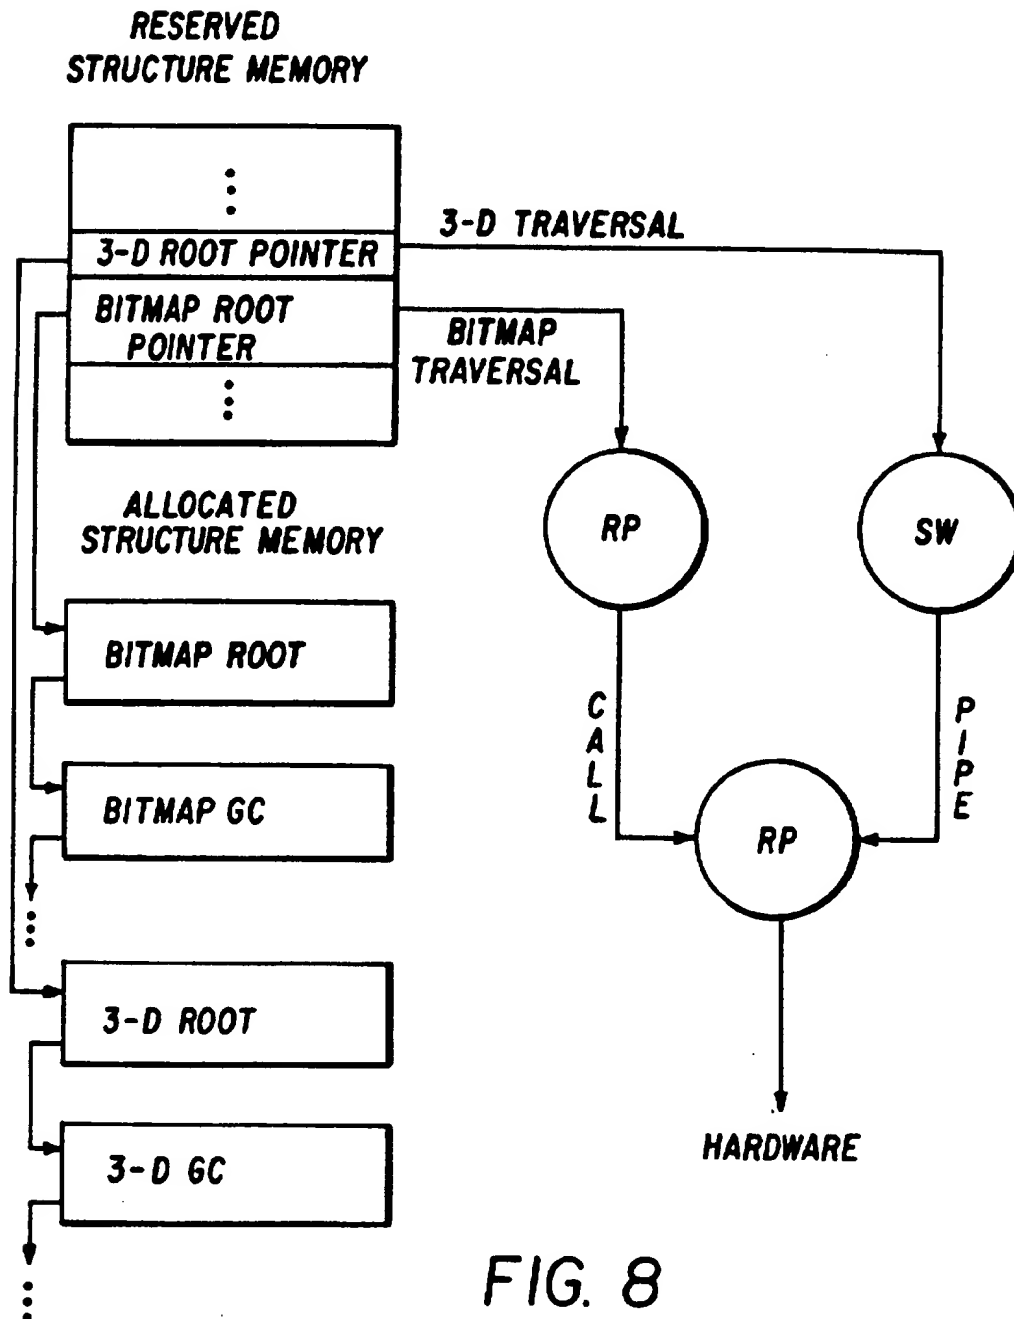 RESERVED
STRUCTURE MEMORY
3-D TRAVERSAL
3-D ROOT POINTER
BITMAP ROOT
POINTER
BITMAP
TRAVERSAL
ALLOCATED
STRUCTURE MEMORY
RP
SW
BITMAP ROOT
CALL
PIPE
BITMAP GC
RP
3-D ROOT
HARDWARE
3-D GC
FIG. 8